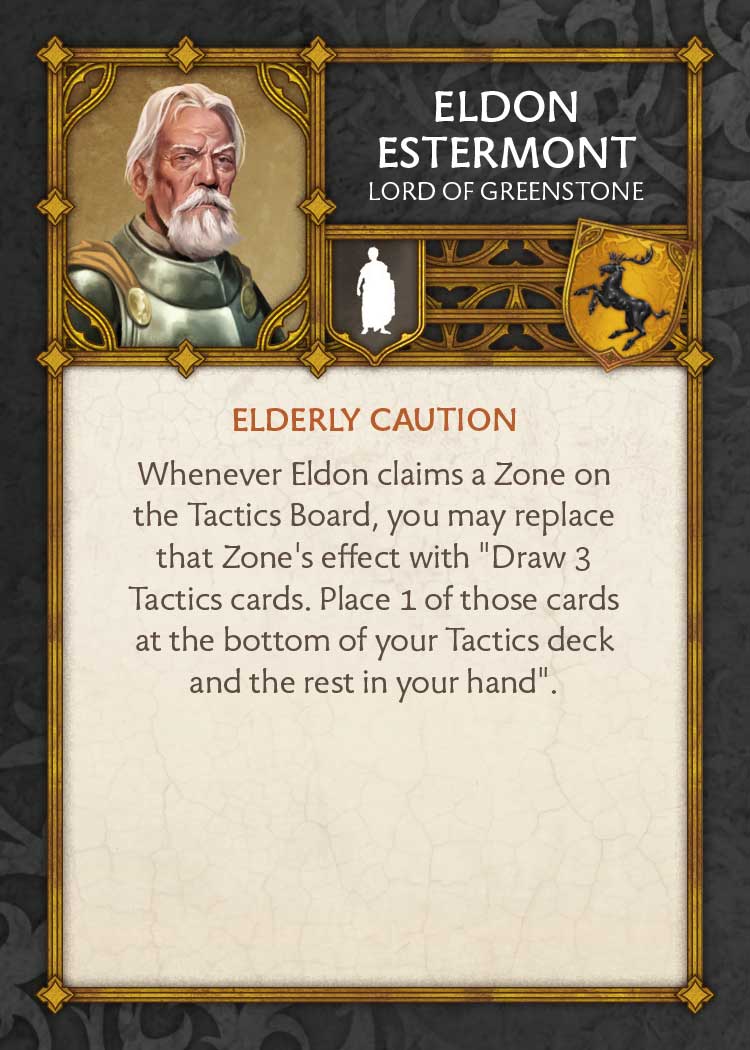 ELDON
ESTERMONT
LORD OF GREENSTONE
ELDERLY CAUTION
Whenever Eldon claims a Zone on
the Tactics Board, you may replace
that Zone's effect with "Draw 3
Tactics cards. Place 1 of those cards
at the bottom of your Tactics deck
and the rest in your hand".